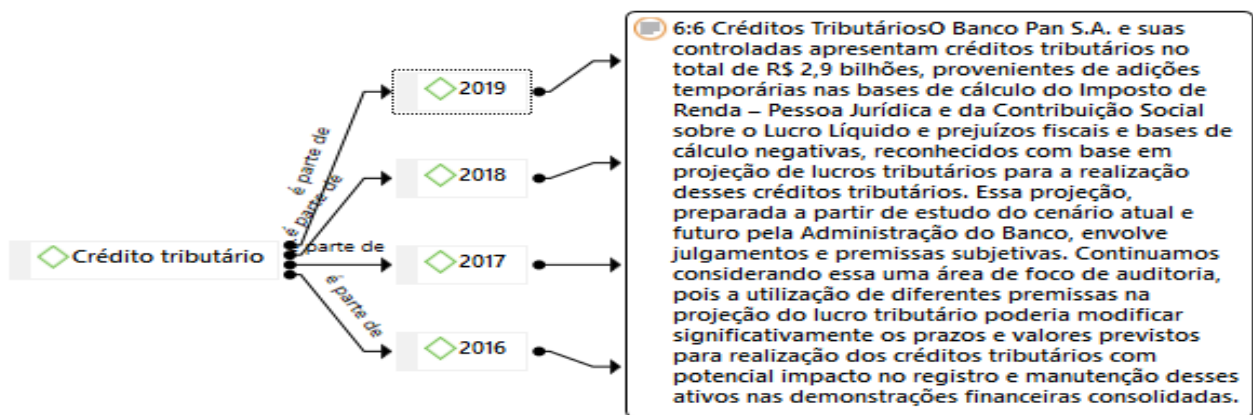 6:6 Créditos TributáriosO Banco Pan S.A. e suas
controladas apresentam créditos tributários no
total de R$ 2,9 bilhões, provenientes de adições
temporárias nas bases de cálculo do Imposto de
Renda – Pessoa Jurídica e da Contribuição Social
sobre o Lucro Líquido e prejuízos fiscais e bases de
cálculo negativas, reconhecidos com base em
projeção de lucros tributários para a realização
desses créditos tributários. Essa projeção,
preparada a partir de estudo do cenário atual e
futuro pela Administração do Banco, envolve
julgamentos e premissas subjetivas. Continuamos
considerando essa uma área de foco de auditoria,
pois a utilização de diferentes premissas na
projeção do lucro tributário poderia modificar
significativamente os prazos e valores previstos
para realização dos créditos tributários com
potencial impacto no registro e manutenção desses
ativos nas demonstrações financeiras consolidadas.
2019
2018
2017
2016
é parte de
é parte de
parte de
é parte de
Crédito tributário